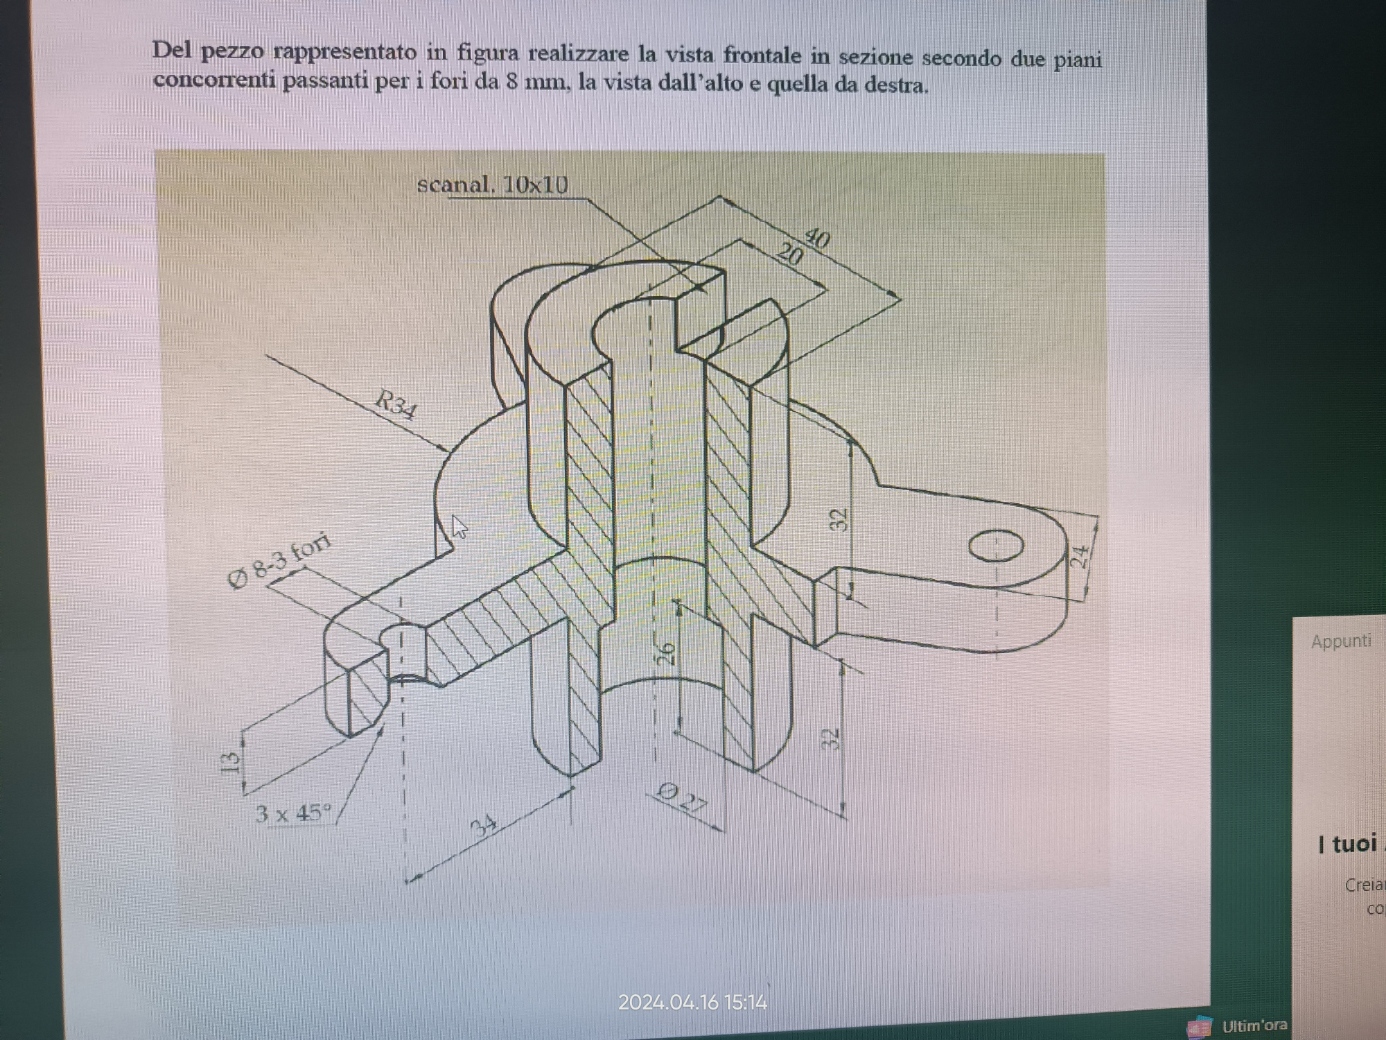 Del pezzo rappresentato in figura realizzare la vista frontale in sezione secondo due piani
concorrenti passanti per i fori da 8 mm, la vista dall'alto e quella da destra.
scanal. 10x10
40
20
R34
32
Ø 8-3 fori
24
26
13
32
3 x 45°
34
Ø 27
Appunti
I tuoi
2024.04.16 15:14
Ultim'ora